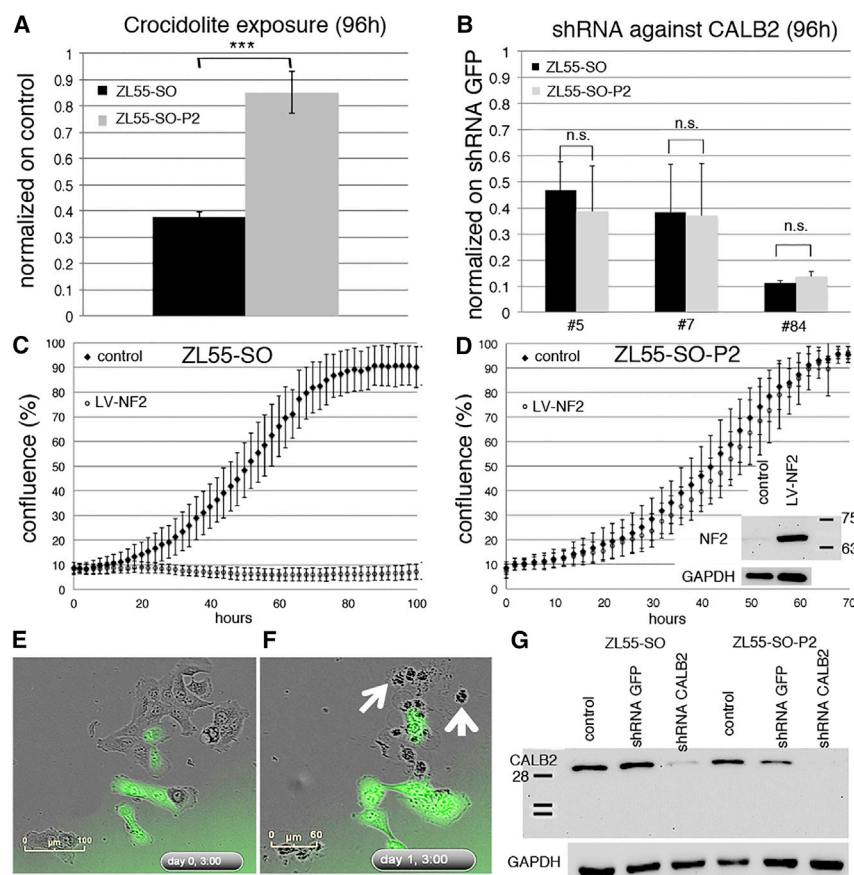 A
Crocidolite exposure (96h)
***
normalized on control
1
0.9
0.8
0.7
0.6
0.5
0.4
0.3
0.2
0.1
0
ZL55-SO
ZL55-SO-P2
B
shRNA against CALB2 (96h)
normalized on shRNA GFP
1
0.9
0.8
0.7
0.6
0.5
0.4
0.3
0.2
0.1
0
ZL55-SO
ZL55-SO-P2
n.s.
n.s.
n.s.
#5
#7
#84
C
ZL55-SO
control
LV-NF2
confluence (%)
100
90
80
70
60
50
40
30
20
10
0
0
20
40
60
80
100
hours
D
ZL55-SO-P2
control
LV-NF2
confluence (%)
100
90
80
70
60
50
40
30
20
10
0
0
10
20
30
40
50
60
70
hours
control
LV-NF2
NF2
75
63
GAPDH
E
0 µm 100
day 0, 3:00
F
0 µm 60
day 1, 3:00
G
ZL55-SO
ZL55-SO-P2
control
shRNA GFP
shRNA CALB2
control
shRNA GFP
shRNA CALB2
CALB2
28
GAPDH